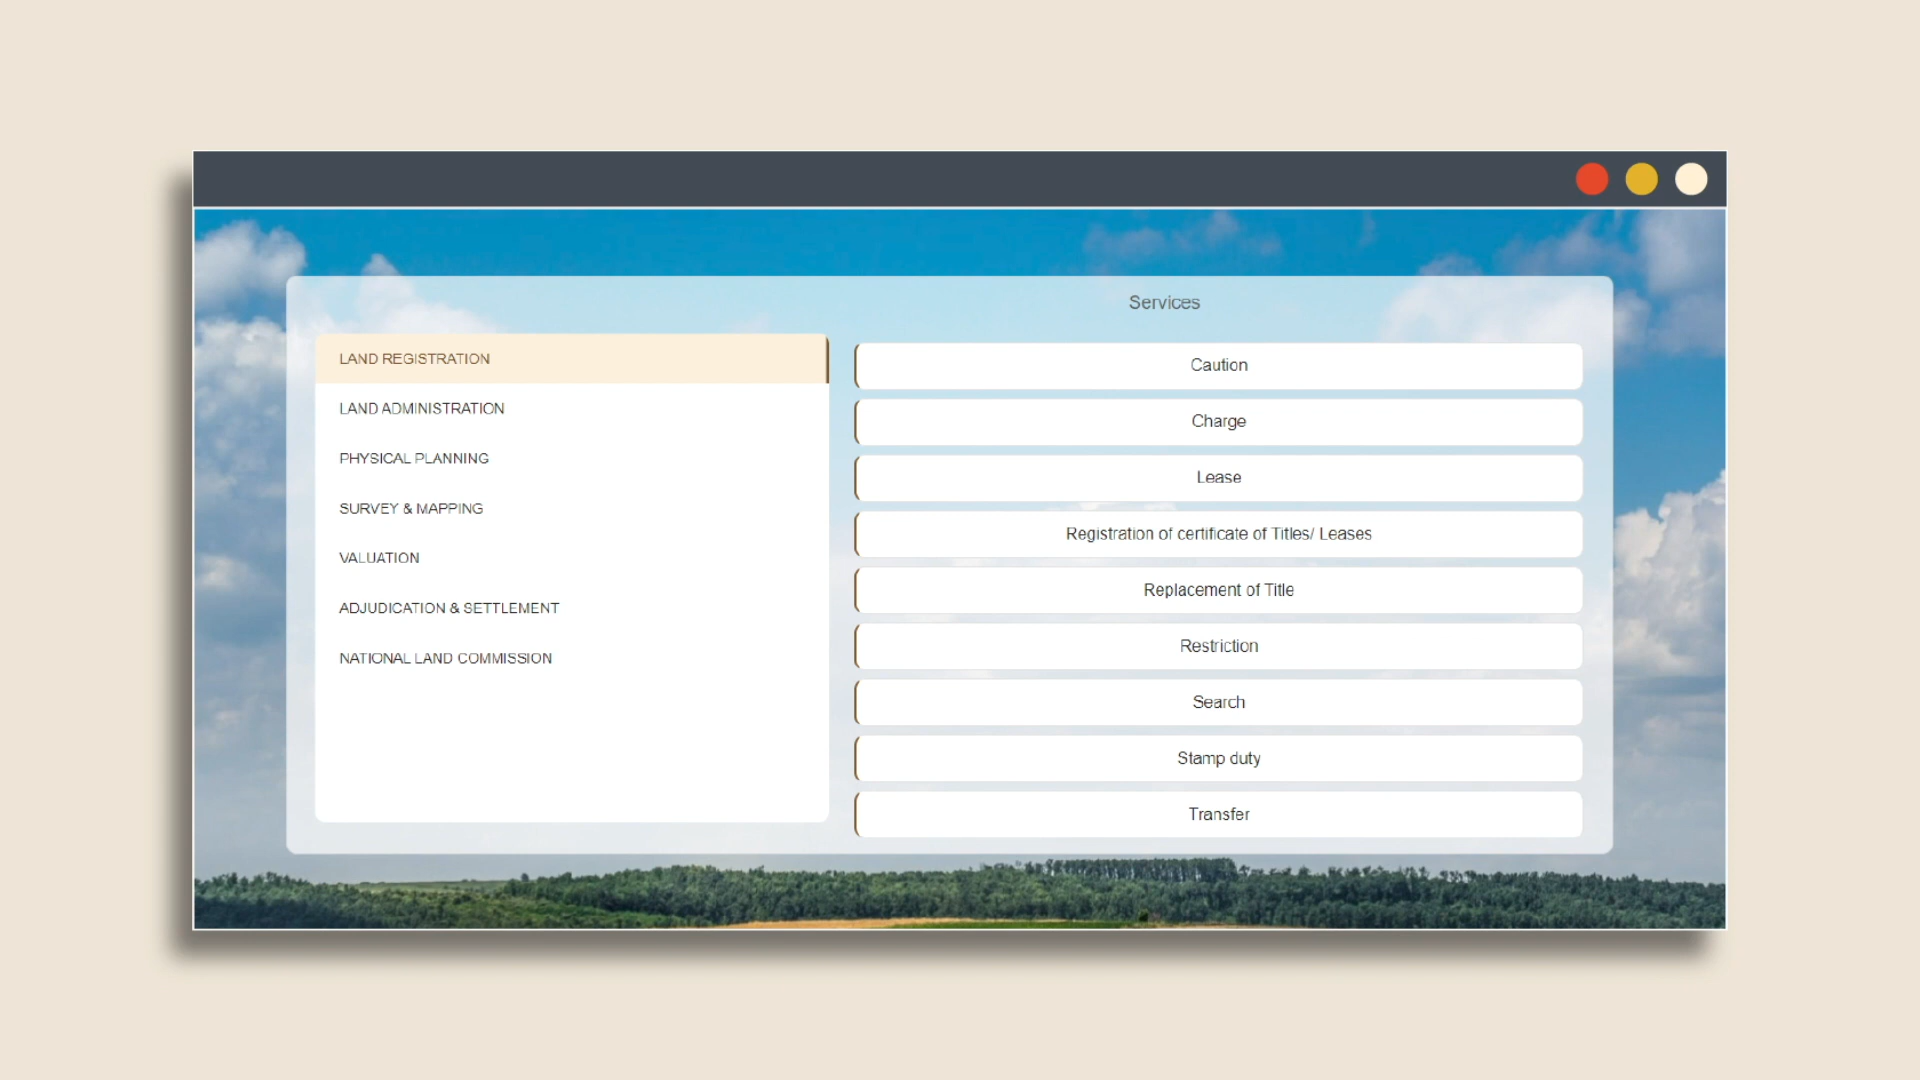 Services
LAND REGISTRATION
LAND ADMINISTRATION
PHYSICAL PLANNING
SURVEY & MAPPING
VALUATION
ADJUDICATION & SETTLEMENT
NATIONAL LAND COMMISSION
Caution
Charge
Lease
Registration of certificate of Titles/ Leases
Replacement of Title
Restriction
Search
Stamp duty
Transfer